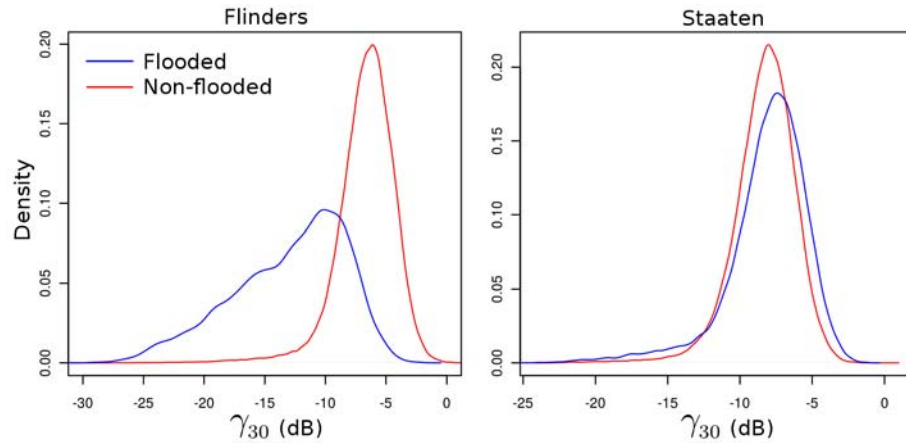 Flinders
Staaten
Flooded
Non-flooded
Density
0.00 0.05 0.10 0.15 0.20
0.00 0.05 0.10 0.15 0.20
-30 -25 -20 -15 -10 -5 0
-25 -20 -15 -10 -5 0
γ30 (dB)
γ30 (dB)